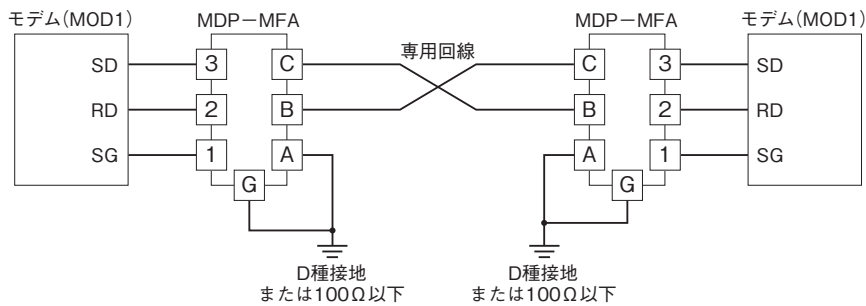 モデム(MOD1)
MDP−MFA
MDP−MFA
モデム(MOD1)
専用回線
SD
3
C
C
3
SD
RD
2
B
B
2
RD
SG
1
A
A
1
SG
G
G
D種接地
または100Ω以下
D種接地
または100Ω以下